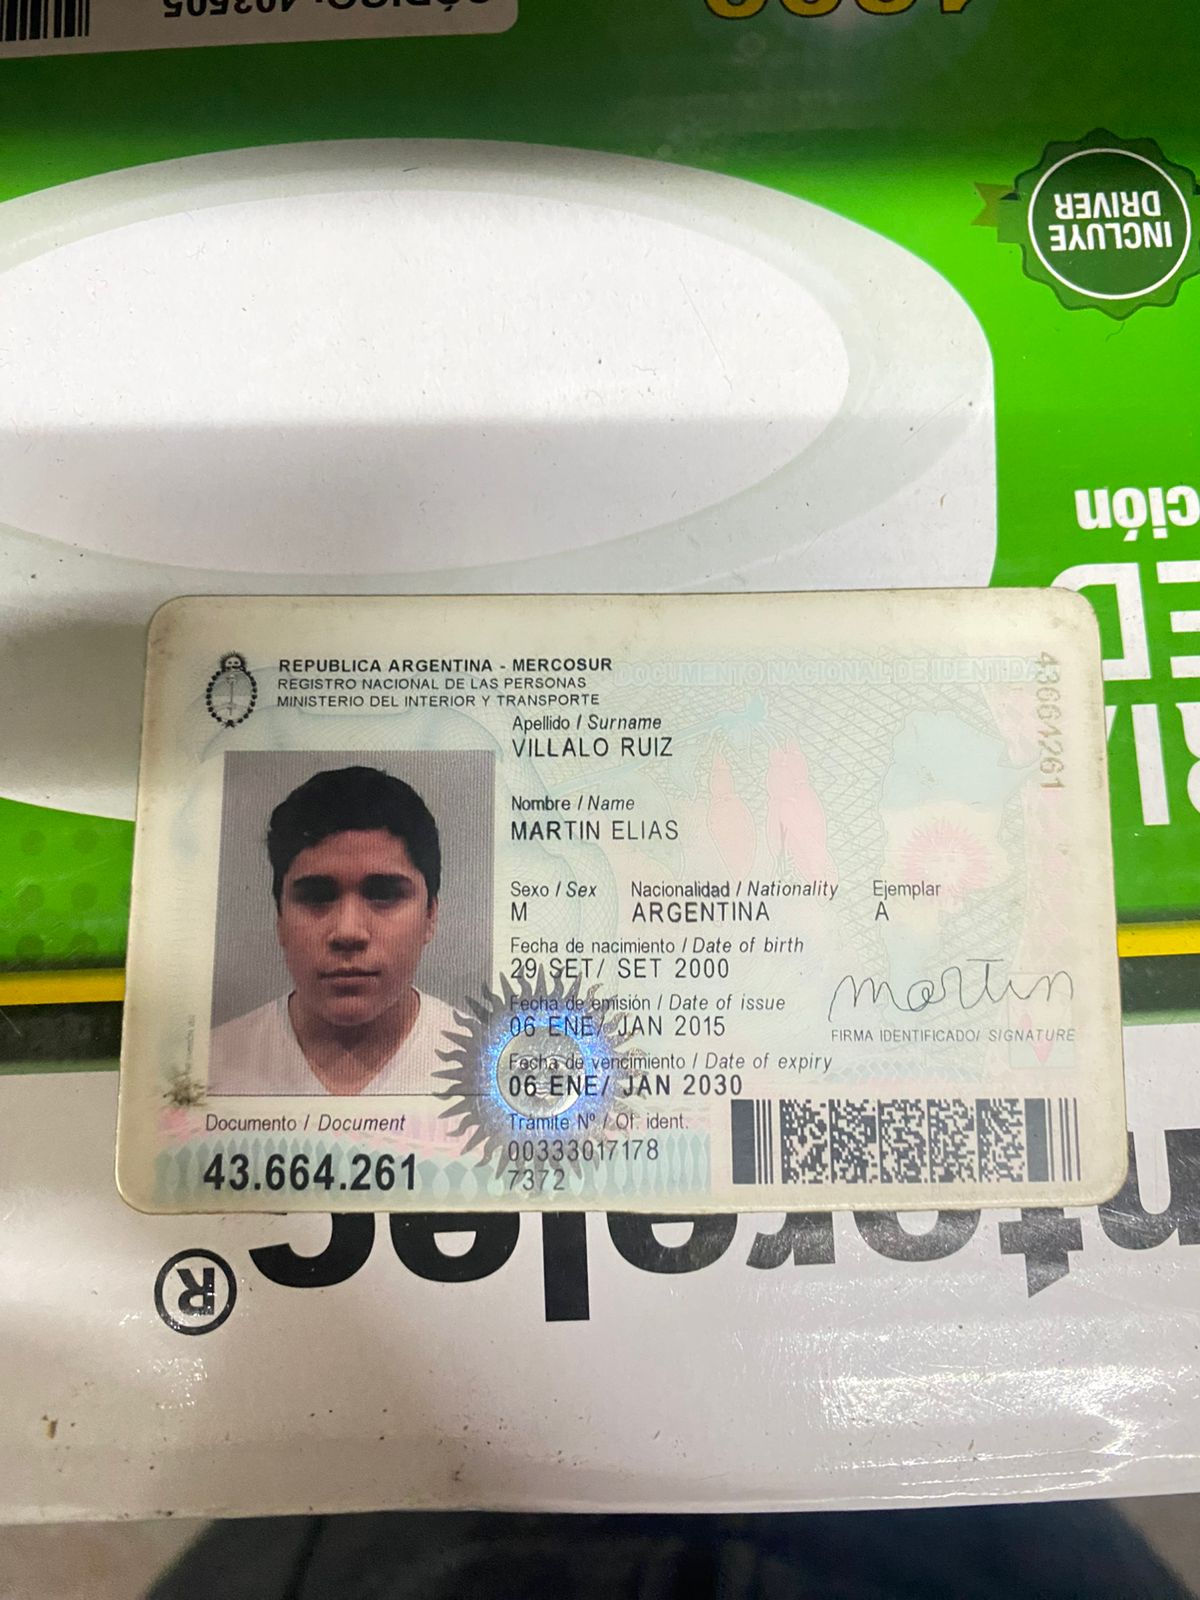 CÓDIGO: 403505
INCLUYE
DRIVER
ción
REPUBLICA ARGENTINA - MERCOSUR
REGISTRO NACIONAL DE LAS PERSONAS
MINISTERIO DEL INTERIOR Y TRANSPORTE
DOCUMENTO NACIONAL DE IDENTIDAD
43664261
Apellido / Surname
VILLALO RUIZ
Nombre / Name
MARTIN ELIAS
Sexo / Sex Nacionalidad / Nationality Ejemplar
M ARGENTINA A
Fecha de nacimiento / Date of birth
29 SET/ SET 2000
Fecha de emisión / Date of issue
06 ENE/ JAN 2015
martin
FIRMA IDENTIFICADO/ SIGNATURE
Fecha de vencimiento / Date of expiry
06 ENE/ JAN 2030
Documento / Document
43.664.261
Trámite Nº / Of. ident.
00333017178
7372
®